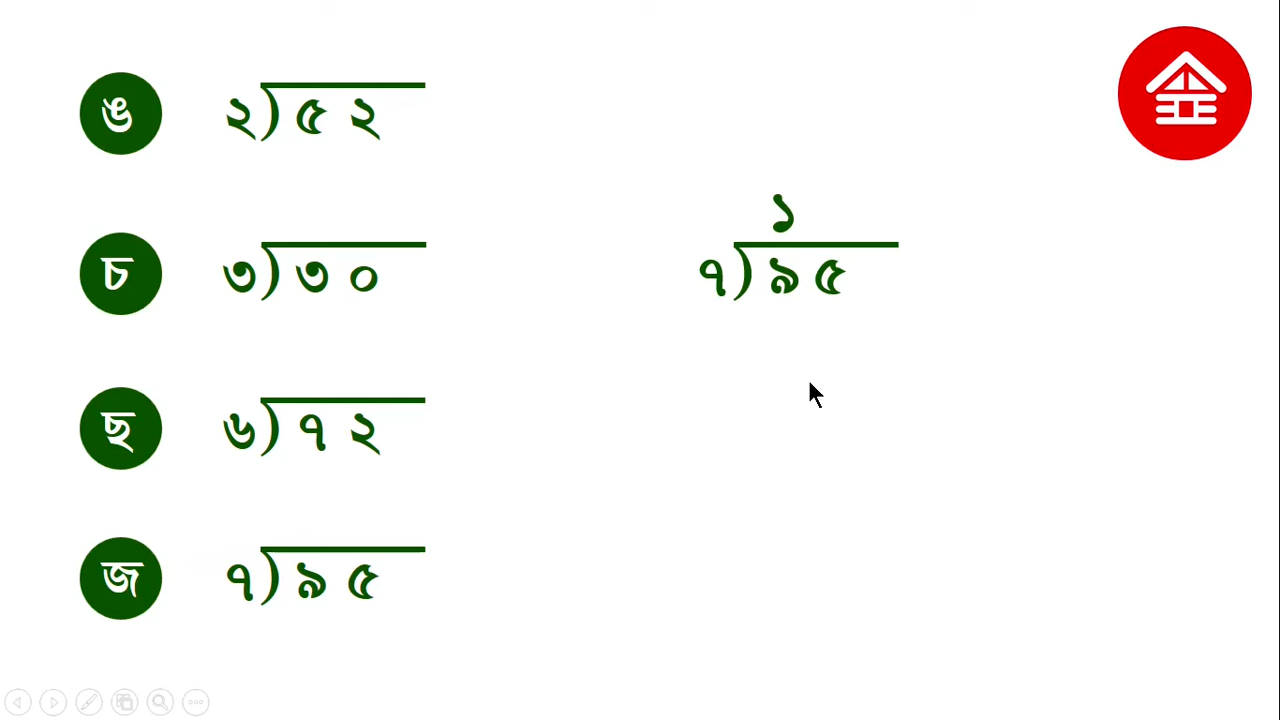 ঙ ২) ৫ ২
চ ৩) ৩ ০
ছ ৬) ৭ ২
জ ৭) ৯ ৫
১
৭) ৯ ৫